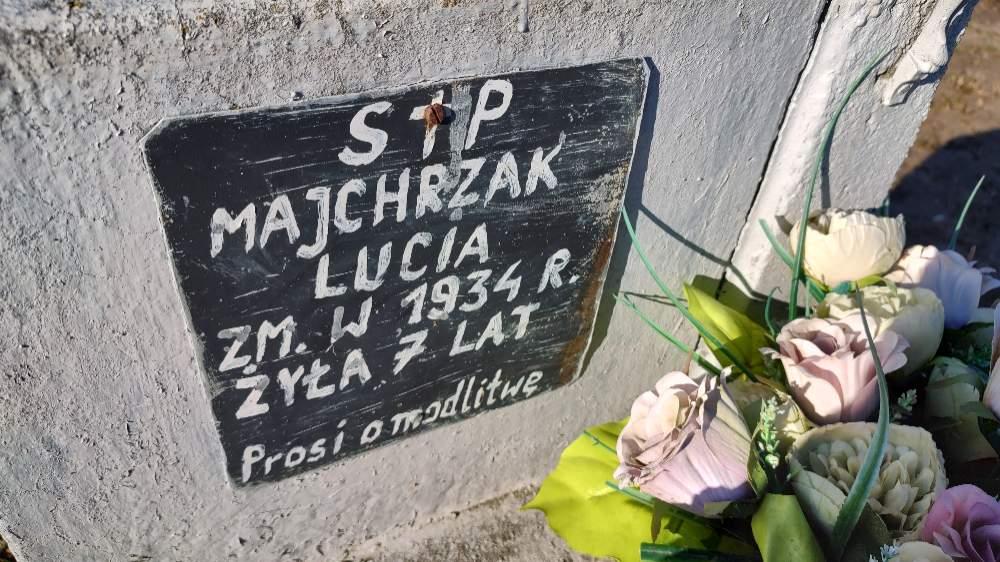 S † P
MAJCHRZAK
LUCIA
ZM. W 1934 R.
ŻYŁA 7 LAT
Prosi o modlitwę